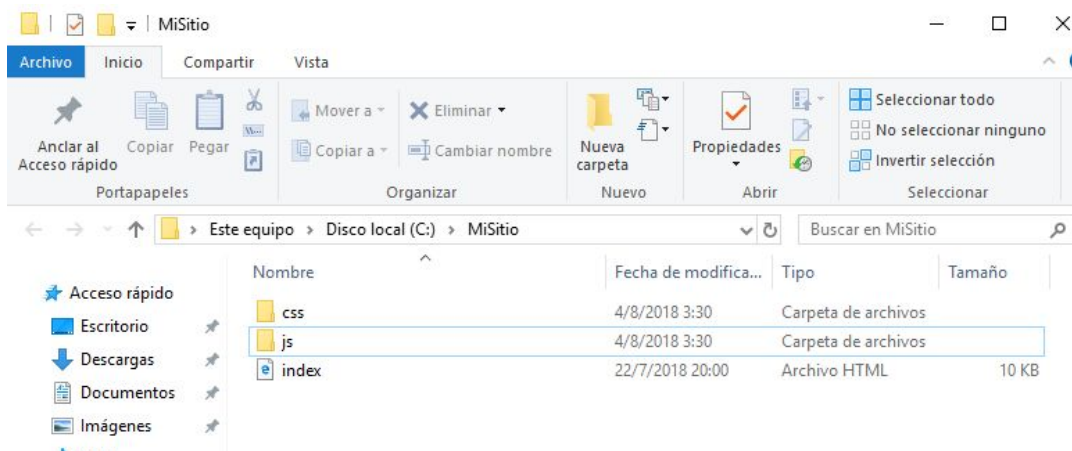 MiSitio
Archivo Inicio Compartir Vista
Anclar al Acceso rápido
Copiar
Pegar
Mover a
Copiar a
Eliminar
Cambiar nombre
Nueva carpeta
Propiedades
Seleccionar todo
No seleccionar ninguno
Invertir selección
Portapapeles Organizar Nuevo Abrir Seleccionar
Este equipo > Disco local (C:) > MiSitio Buscar en MiSitio
Nombre Fecha de modifica... Tipo Tamaño
Acceso rápido
Escritorio
Descargas
Documentos
Imágenes
css 4/8/2018 3:30 Carpeta de archivos
js 4/8/2018 3:30 Carpeta de archivos
index 22/7/2018 20:00 Archivo HTML 10 KB